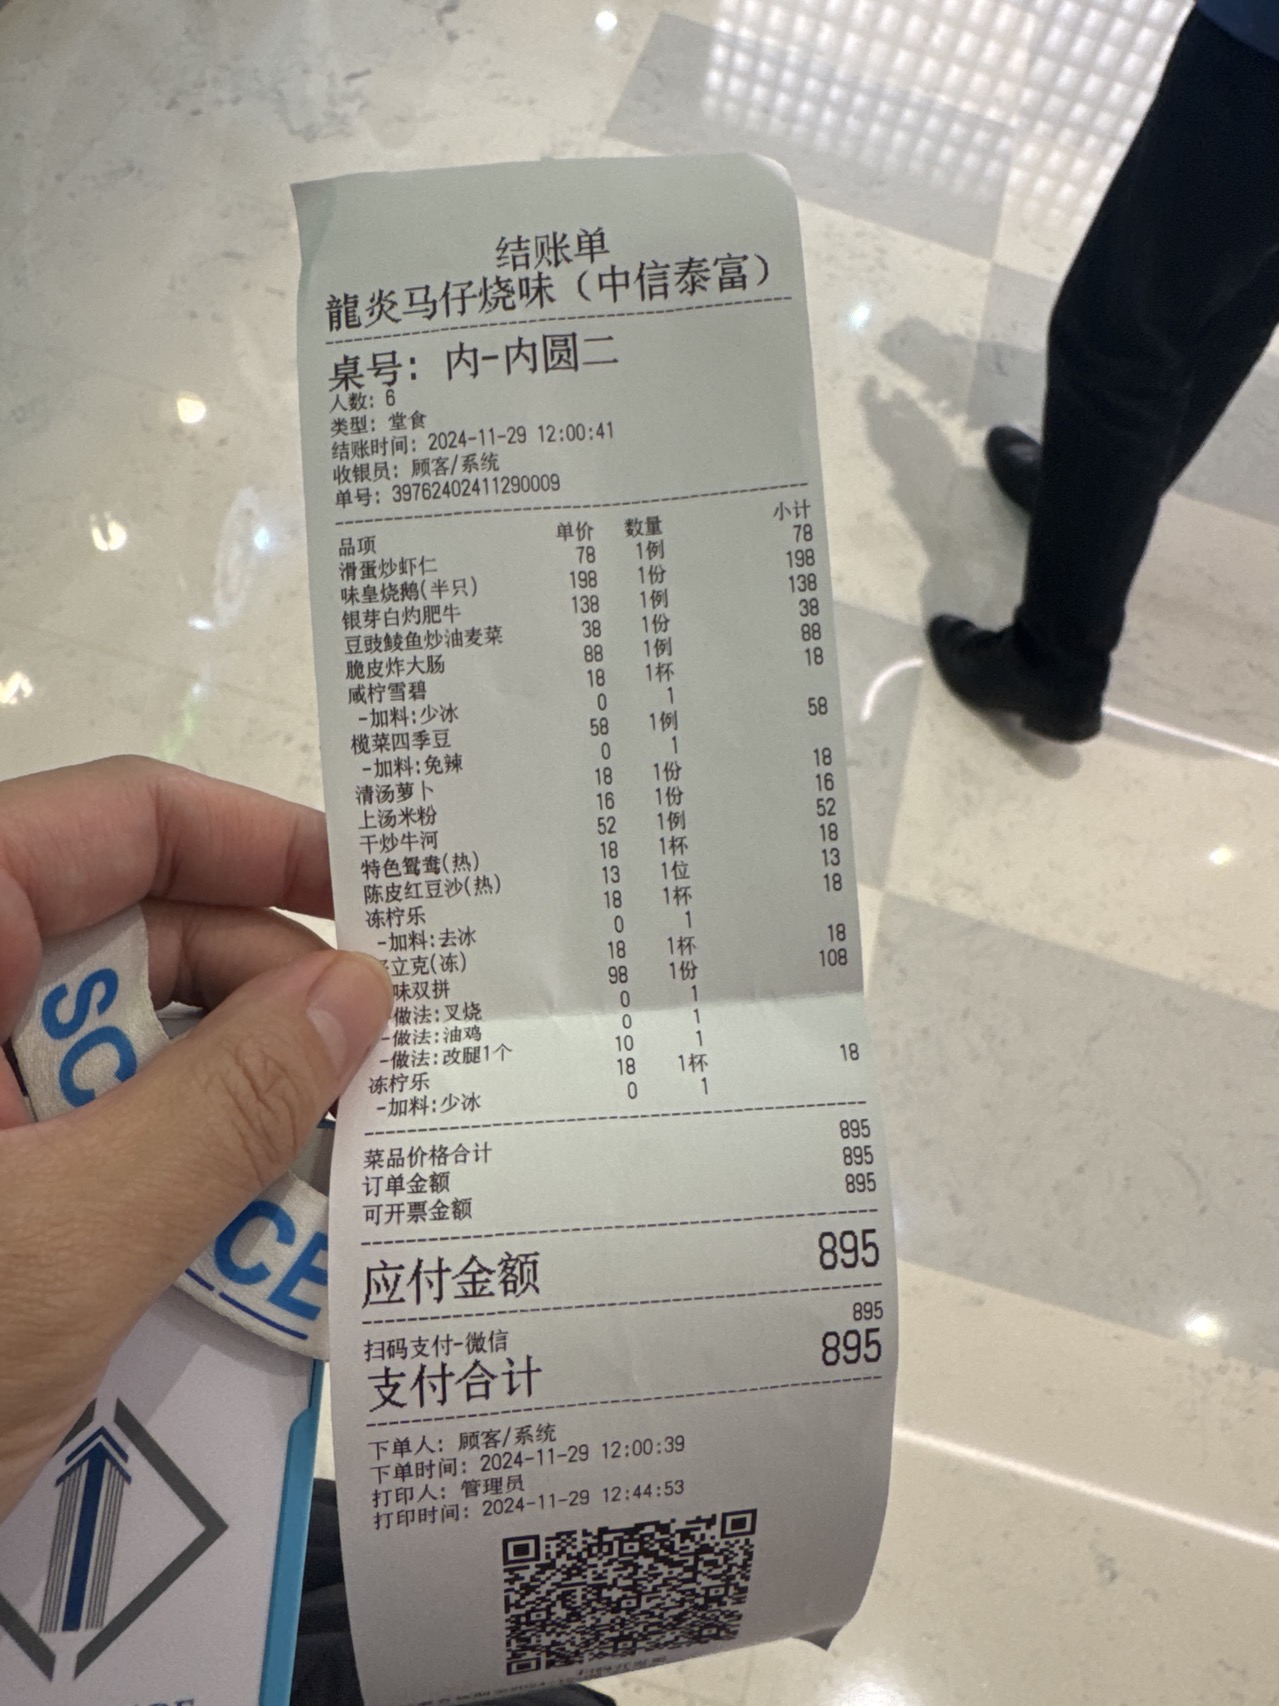 结账单
龍炎马仔烧味（中信泰富）
桌号: 内-内圆二
人数: 6
类型: 堂食
结账时间: 2024-11-29 12:00:41
收银员: 顾客/系统
单号: 39762402411290009
品项 单价 数量 小计
滑蛋炒虾仁 78 1例 78
味皇烧鹅(半只) 198 1份 198
银芽白灼肥牛 138 1例 138
豆豉鲮鱼炒油麦菜 38 1份 38
脆皮炸大肠 88 1例 88
咸柠雪碧 18 1杯 18
-加料:少冰 0 1
榄菜四季豆 58 1例 58
-加料:免辣 0 1
清汤萝卜 18 1份 18
上汤米粉 16 1份 16
干炒牛河 52 1例 52
特色鸳鸯(热) 18 1杯 18
陈皮红豆沙(热) 13 1位 13
冻柠乐 18 1杯 18
-加料:去冰 0 1
立克(冻) 18 1杯 18
味双拼 98 1份 108
-做法:叉烧 0 1
-做法:油鸡 0 1
-做法:改腿1个 10 1
冻柠乐 18 1杯 18
-加料:少冰 0 1
菜品价格合计 895
订单金额 895
可开票金额 895
应付金额 895
扫码支付-微信 895
支付合计 895
下单人: 顾客/系统
下单时间: 2024-11-29 12:00:39
打印人: 管理员
打印时间: 2024-11-29 12:44:53
SC
CE